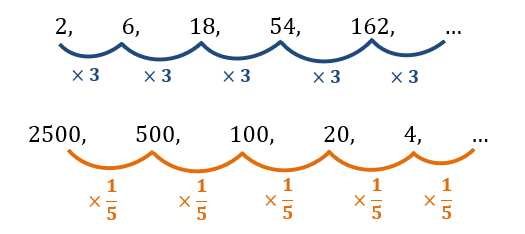 2, 6, 18, 54, 162, ...
× 3 × 3 × 3 × 3 × 3
2500, 500, 100, 20, 4, ...
× 1/5 × 1/5 × 1/5 × 1/5 × 1/5